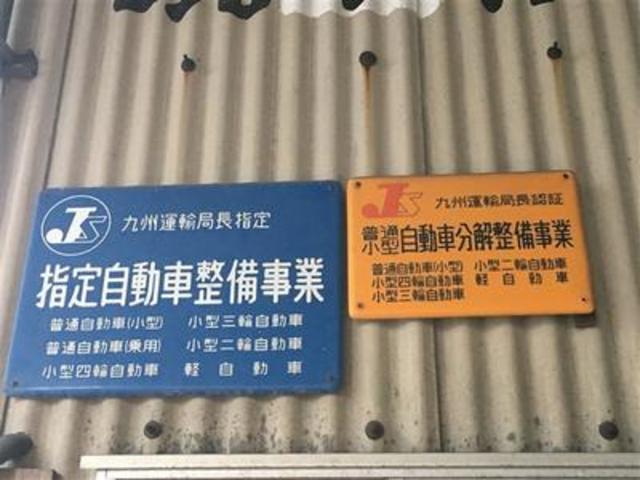 JS
九州運輸局長指定
指定自動車整備事業
普通自動車(小型) 小型三輪自動車
普通自動車(乗用) 小型二輪自動車
小型四輪自動車 軽自動車
JS
九州運輸局長認証
普通
小型
自動車分解整備事業
普通自動車(小型) 小型二輪自動車
小型四輪自動車 軽自動車
小型三輪自動車